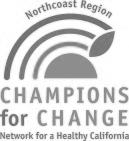 Northcoast Region
CHAMPIONS
for CHANGE
Network for a Healthy California